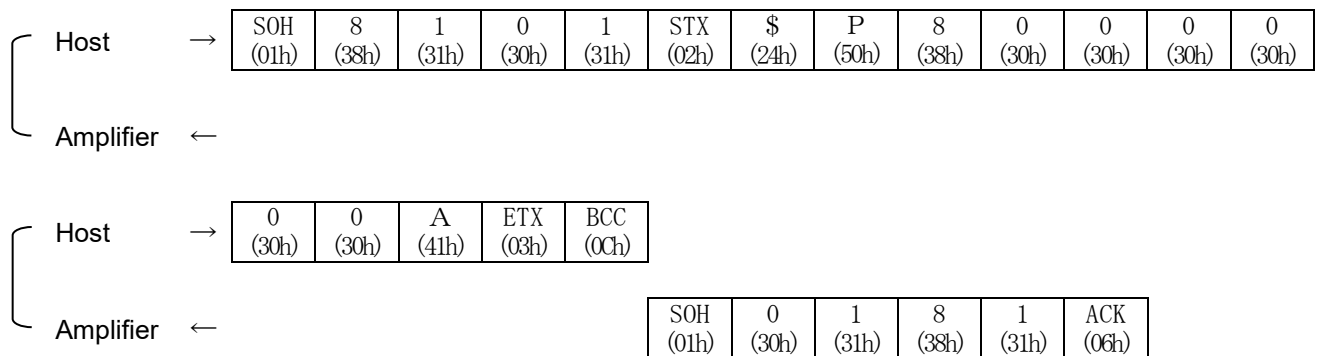 Host → SOH 8 1 0 1 STX $ P 8 0 0 0 0
(01h) (38h) (31h) (30h) (31h) (02h) (24h) (50h) (38h) (30h) (30h) (30h) (30h)
Amplifier ←
Host → 0 0 A ETX BCC
(30h) (30h) (41h) (03h) (0Ch)
Amplifier ← SOH 0 1 8 1 ACK
(01h) (30h) (31h) (38h) (31h) (06h)